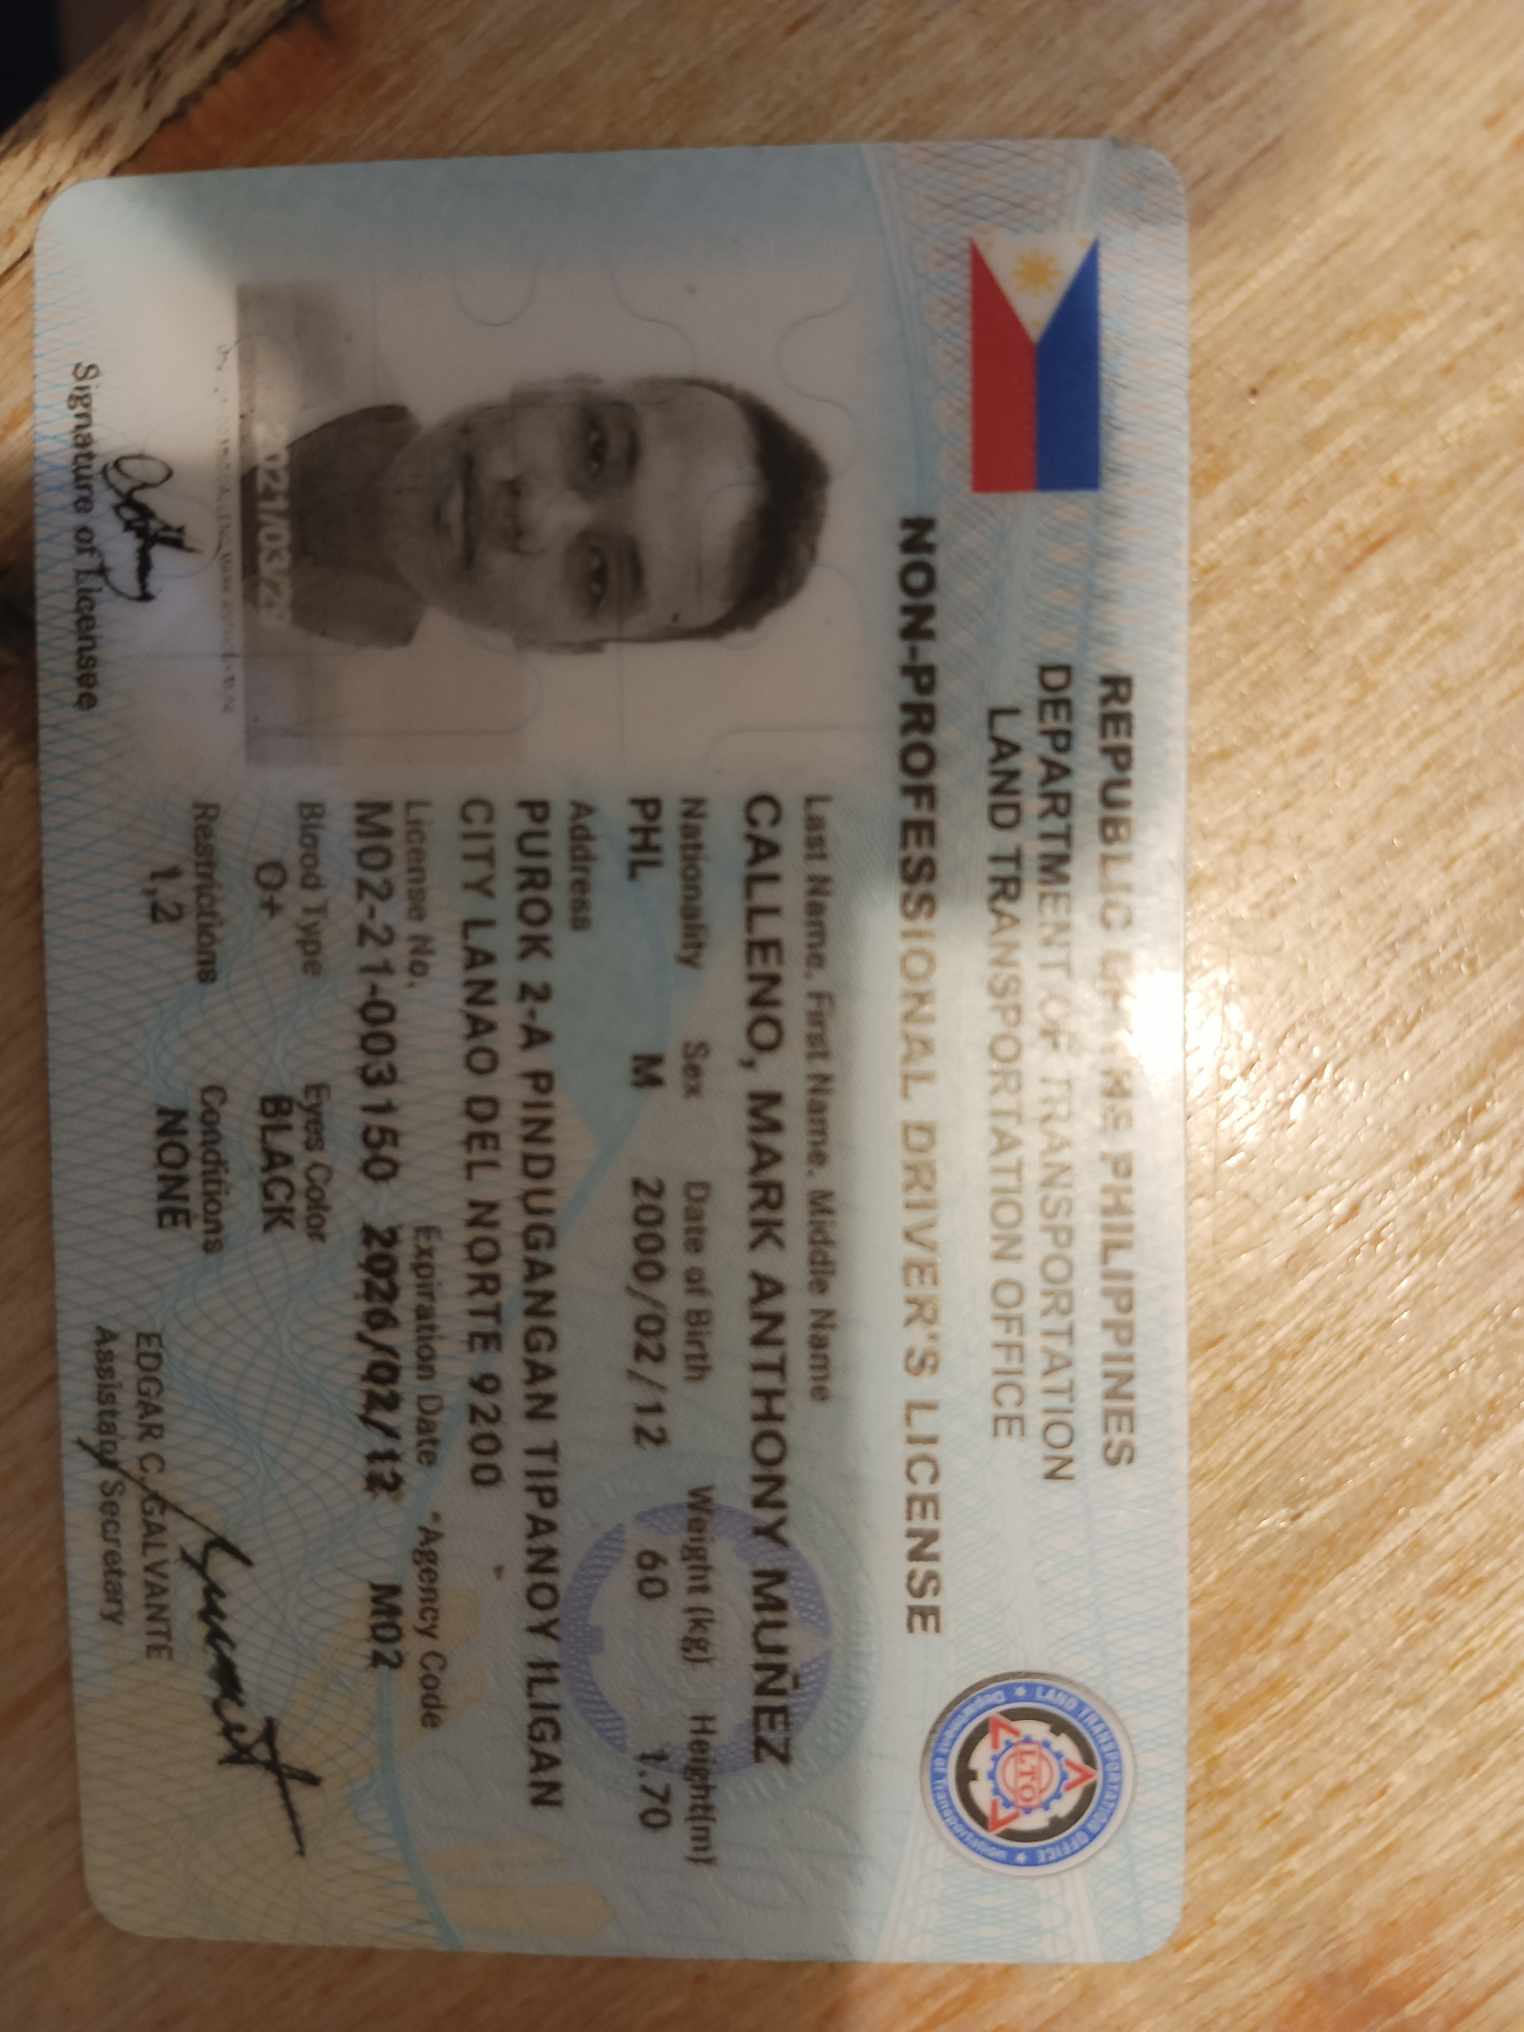 REPUBLIC OF THE PHILIPPINES
DEPARTMENT OF TRANSPORTATION
LAND TRANSPORTATION OFFICE
NON-PROFESSIONAL DRIVER'S LICENSE
LAND TRANSPORTATION OFFICE
Department of Transportation
LTO
Last Name, First Name, Middle Name
CALLENO, MARK ANTHONY MUÑEZ
Nationality Sex Date of Birth Weight (kg) Height(m)
PHL M 2000/02/12 60 1.70
Address
PUROK 2-A PINDUGANGAN TIPANOY ILIGAN
CITY LANAO DEL NORTE 9200
License No. Expiration Date Agency Code
M02-21-003150 2026/02/12 M02
Blood Type Eyes Color
O+ BLACK
Restrictions Conditions
1,2 NONE
EDGAR C. GALVANTE
Assistant Secretary
2021/03/
Signature of Licensee